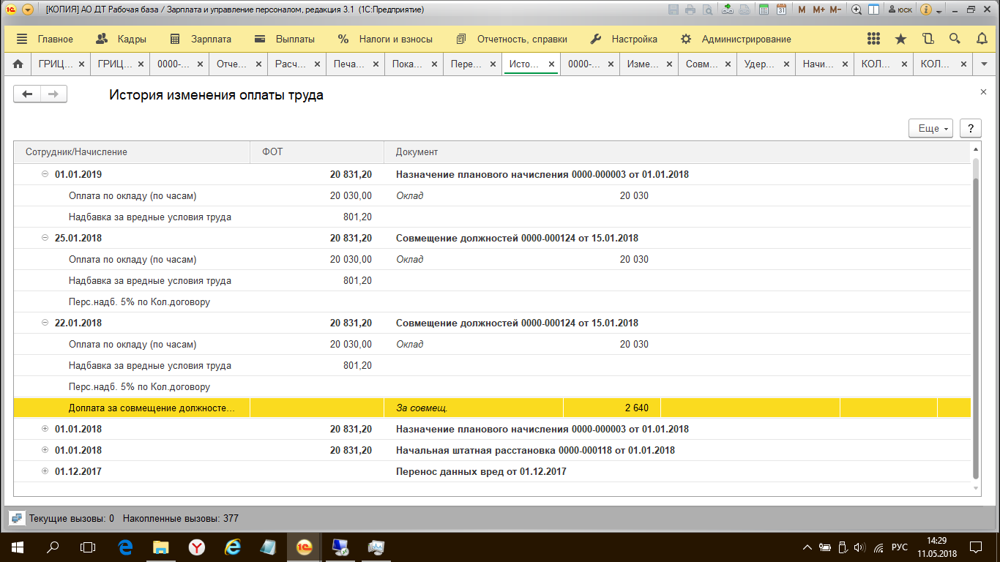 [КОПИЯ] АО ДТ Рабочая база / Зарплата и управление персоналом, редакция 3.1 (1С:Предприятие) M M+ M- юск
Главное Кадры Зарплата Выплаты Налоги и взносы Отчетность, справки Настройка Администрирование
ГРИЦ... ГРИЦ... 0000-... Отче... Расч... Печа... Пока... Пере... Исто... 0000-... Изме... Совм... Удер... Начи... КОЛ... КОЛ...
История изменения оплаты труда
Еще ?
Сотрудник/Начисление ФОТ Документ
01.01.2019 20 831,20 Назначение планового начисления 0000-000003 от 01.01.2018
Оплата по окладу (по часам) 20 030,00 Оклад 20 030
Надбавка за вредные условия труда 801,20
25.01.2018 20 831,20 Совмещение должностей 0000-000124 от 15.01.2018
Оплата по окладу (по часам) 20 030,00 Оклад 20 030
Надбавка за вредные условия труда 801,20
Перс.надб. 5% по Кол.договору
22.01.2018 20 831,20 Совмещение должностей 0000-000124 от 15.01.2018
Оплата по окладу (по часам) 20 030,00 Оклад 20 030
Надбавка за вредные условия труда 801,20
Перс.надб. 5% по Кол.договору
Доплата за совмещение должносте... За совмещ. 2 640
01.01.2018 20 831,20 Назначение планового начисления 0000-000003 от 01.01.2018
01.01.2018 20 831,20 Начальная штатная расстановка 0000-000118 от 01.01.2018
01.12.2017 Перенос данных вред от 01.12.2017
Текущие вызовы: 0 Накопленные вызовы: 377
РУС 14:29
11.05.2018